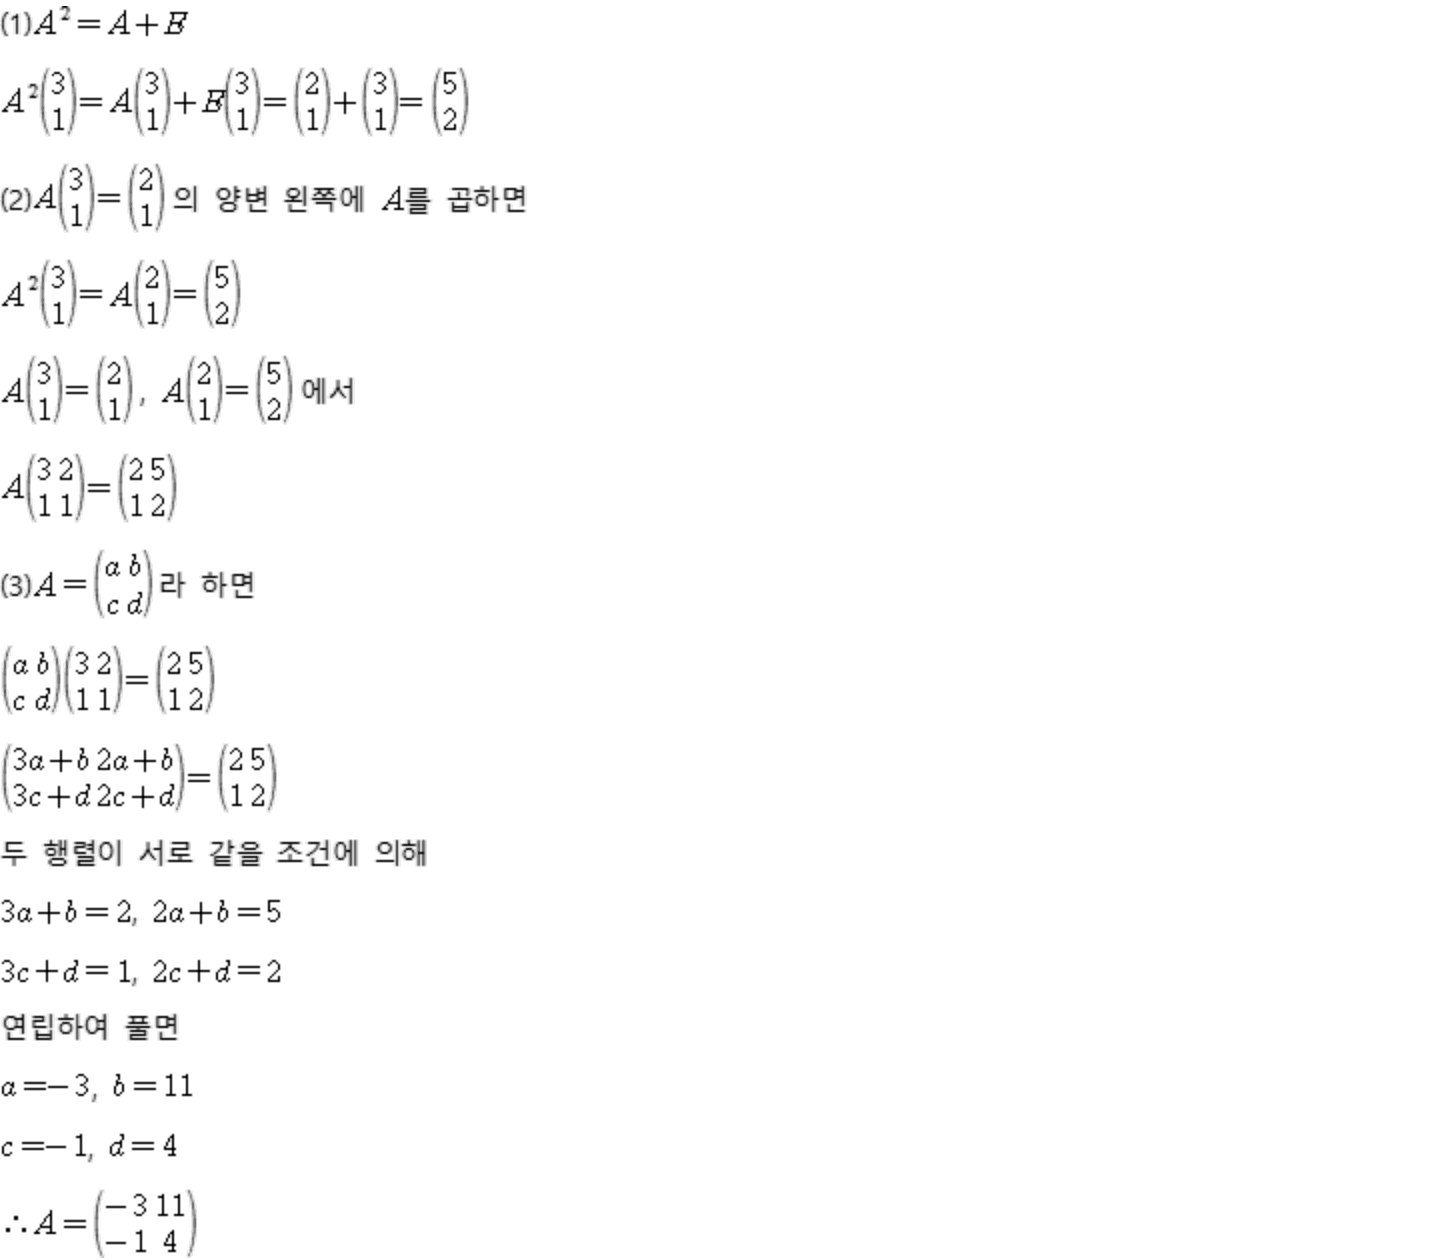 (1)A² = A + E
A²(3 1) = A(3 1) + E(3 1) = (2 1) + (3 1) = (5 2)
(2)A(3 1) = (2 1) 의 양변 왼쪽에 A를 곱하면
A²(3 1) = A(2 1) = (5 2)
A(3 1) = (2 1), A(2 1) = (5 2) 에서
A(3 2 1 1) = (2 5 1 2)
(3)A = (a b c d) 라 하면
(a b c d)(3 2 1 1) = (2 5 1 2)
(3a+b 2a+b 3c+d 2c+d) = (2 5 1 2)
두 행렬이 서로 같을 조건에 의해
3a+b = 2, 2a+b = 5
3c+d = 1, 2c+d = 2
연립하여 풀면
a = −3, b = 11
c = −1, d = 4
∴ A = (−3 11 −1 4)